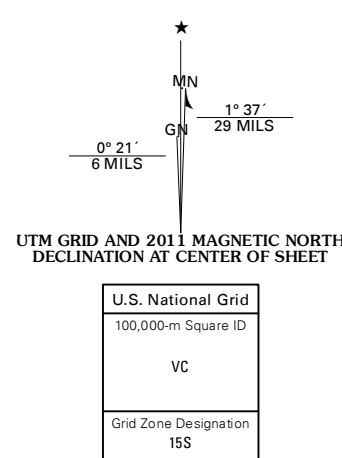 ★
MN
GN
1° 37´
29 MILS
0° 21´
6 MILS
UTM GRID AND 2011 MAGNETIC NORTH
DECLINATION AT CENTER OF SHEET
U.S. National Grid
100,000-m Square ID
VC
Grid Zone Designation
15S